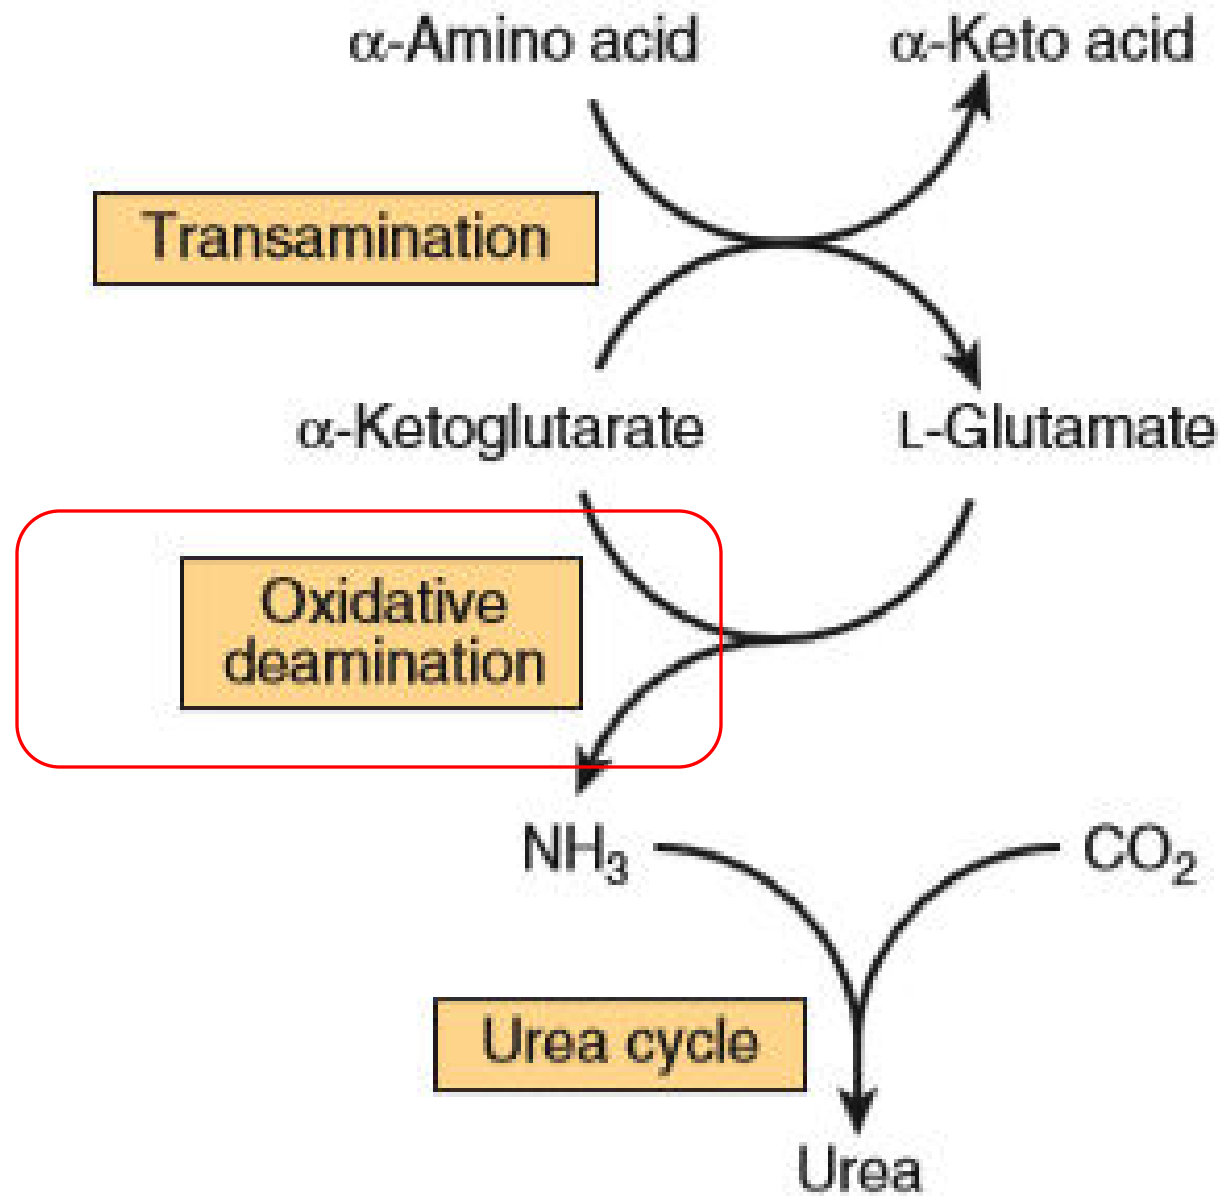 α-Amino acid
α-Keto acid
Transamination
α-Ketoglutarate
L-Glutamate
Oxidative
deamination
NH₃
CO₂
Urea cycle
Urea